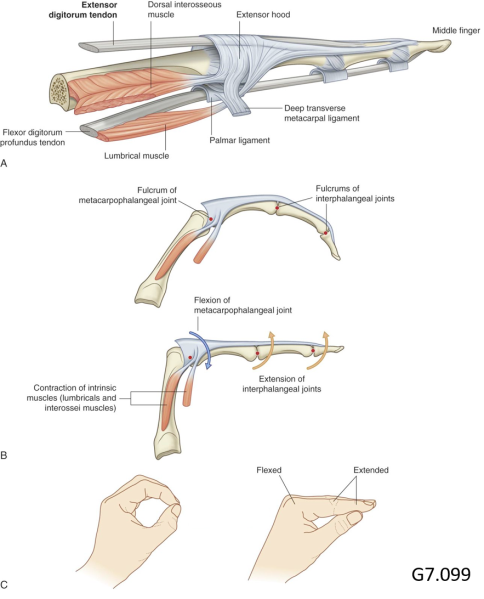 Extensor
digitorum tendon
Dorsal interosseous
muscle
Extensor hood
Middle finger
Flexor digitorum
profundus tendon
Lumbrical muscle
Palmar ligament
Deep transverse
metacarpal ligament
A
Fulcrum of
metacarpophalangeal joint
Fulcrums of
interphalangeal joints
Flexion of
metacarpophalangeal joint
Contraction of intrinsic
muscles (lumbricals and
interossei muscles)
Extension of
interphalangeal joints
B
Flexed
Extended
C
G7.099